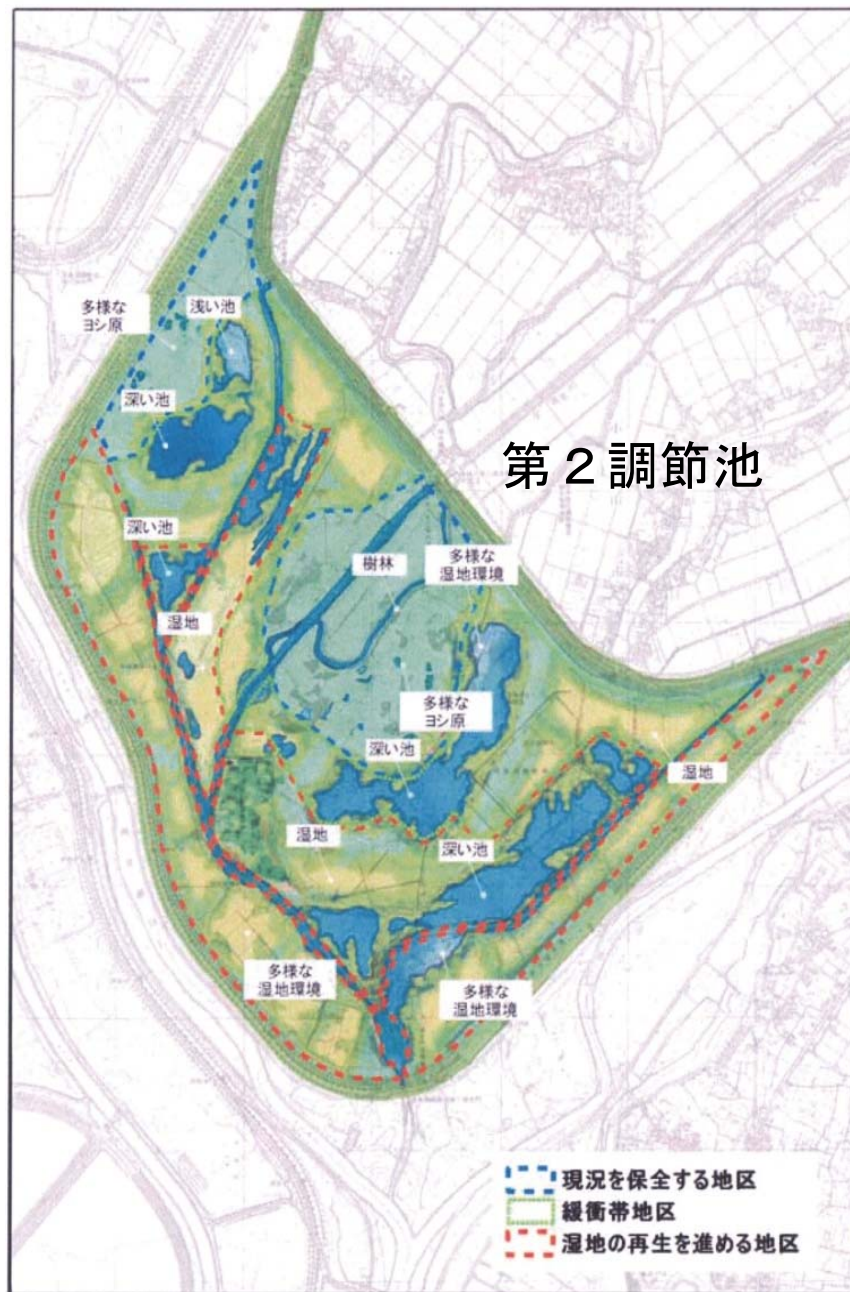 多様な
ヨシ原
浅い池
深い池
第２調節池
深い池
樹林
多様な
湿地環境
湿地
多様な
ヨシ原
深い池
湿地
湿地
深い池
多様な
湿地環境
多様な
湿地環境
現況を保全する地区
緩衝帯地区
湿地の再生を進める地区